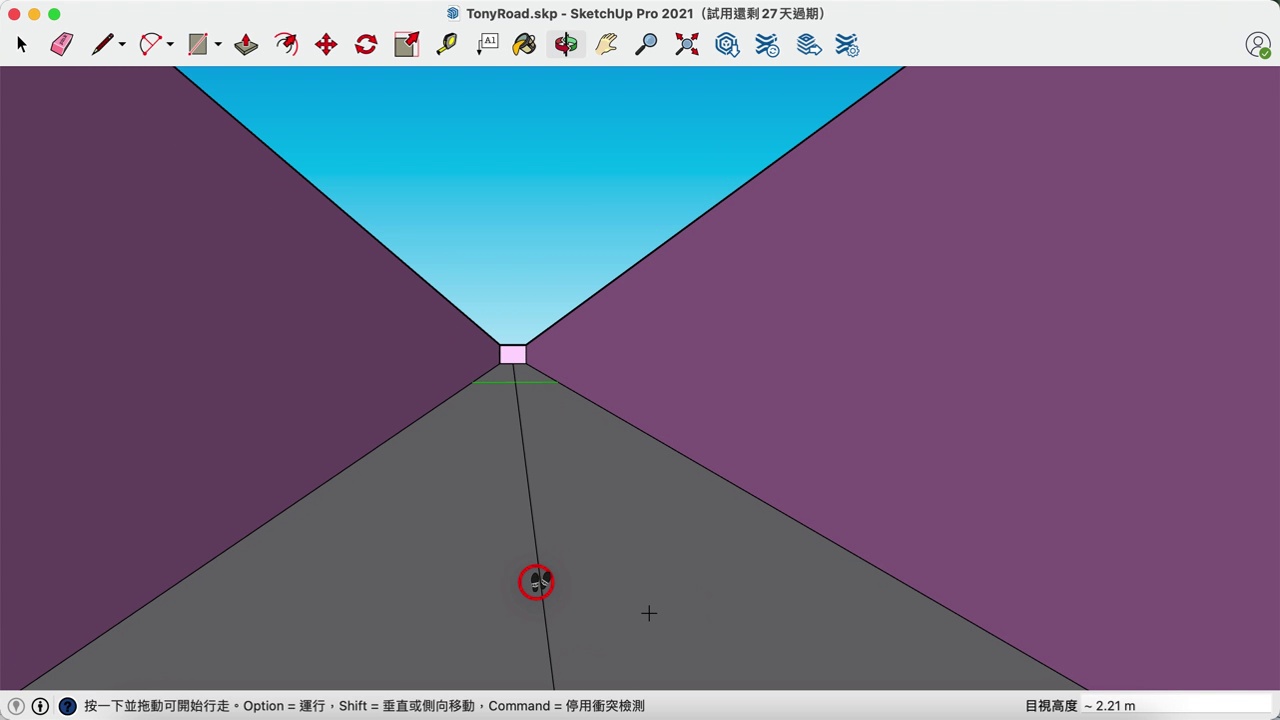 TonyRoad.skp - SketchUp Pro 2021（試用還剩 27 天過期）
A1
按一下並拖動可開始行走。Option = 運行，Shift = 垂直或側向移動，Command = 停用衝突檢測
目視高度 ~ 2.21 m